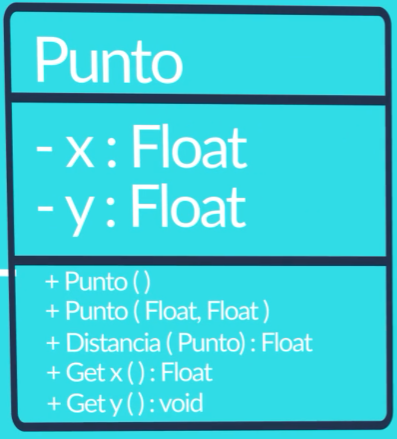 Punto
- x : Float
- y : Float
+ Punto ( )
+ Punto ( Float, Float )
+ Distancia ( Punto) : Float
+ Get x ( ) : Float
+ Get y ( ) : void